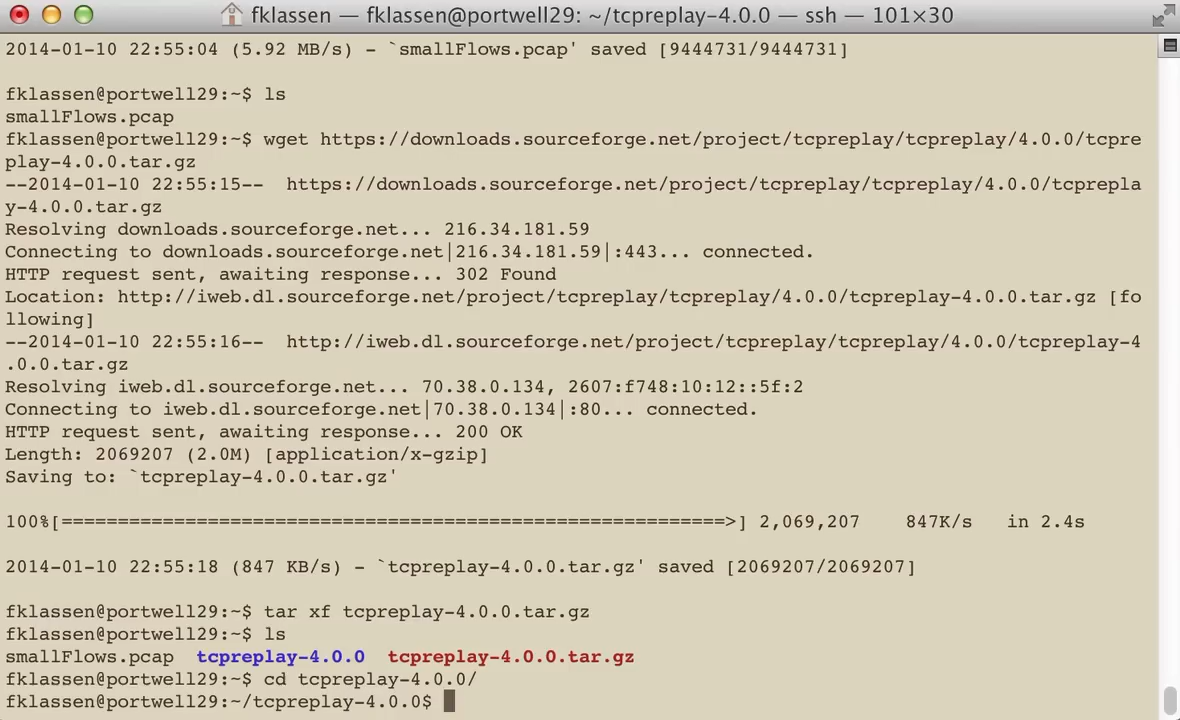 fklassen — fklassen@portwell29: ~/tcpreplay-4.0.0 — ssh — 101×30
2014-01-10 22:55:04 (5.92 MB/s) - `smallFlows.pcap' saved [9444731/9444731]
fklassen@portwell29:~$ ls
smallFlows.pcap
fklassen@portwell29:~$ wget https://downloads.sourceforge.net/project/tcpreplay/tcpreplay/4.0.0/tcpre
play-4.0.0.tar.gz
--2014-01-10 22:55:15--  https://downloads.sourceforge.net/project/tcpreplay/tcpreplay/4.0.0/tcprepla
y-4.0.0.tar.gz
Resolving downloads.sourceforge.net... 216.34.181.59
Connecting to downloads.sourceforge.net|216.34.181.59|:443... connected.
HTTP request sent, awaiting response... 302 Found
Location: http://iweb.dl.sourceforge.net/project/tcpreplay/tcpreplay/4.0.0/tcpreplay-4.0.0.tar.gz [fo
llowing]
--2014-01-10 22:55:16--  http://iweb.dl.sourceforge.net/project/tcpreplay/tcpreplay/4.0.0/tcpreplay-4
.0.0.tar.gz
Resolving iweb.dl.sourceforge.net... 70.38.0.134, 2607:f748:10:12::5f:2
Connecting to iweb.dl.sourceforge.net|70.38.0.134|:80... connected.
HTTP request sent, awaiting response... 200 OK
Length: 2069207 (2.0M) [application/x-gzip]
Saving to: `tcpreplay-4.0.0.tar.gz'
100%[===========================================================>] 2,069,207    847K/s   in 2.4s
2014-01-10 22:55:18 (847 KB/s) - `tcpreplay-4.0.0.tar.gz' saved [2069207/2069207]
fklassen@portwell29:~$ tar xf tcpreplay-4.0.0.tar.gz
fklassen@portwell29:~$ ls
smallFlows.pcap  tcpreplay-4.0.0  tcpreplay-4.0.0.tar.gz
fklassen@portwell29:~$ cd tcpreplay-4.0.0/
fklassen@portwell29:~/tcpreplay-4.0.0$